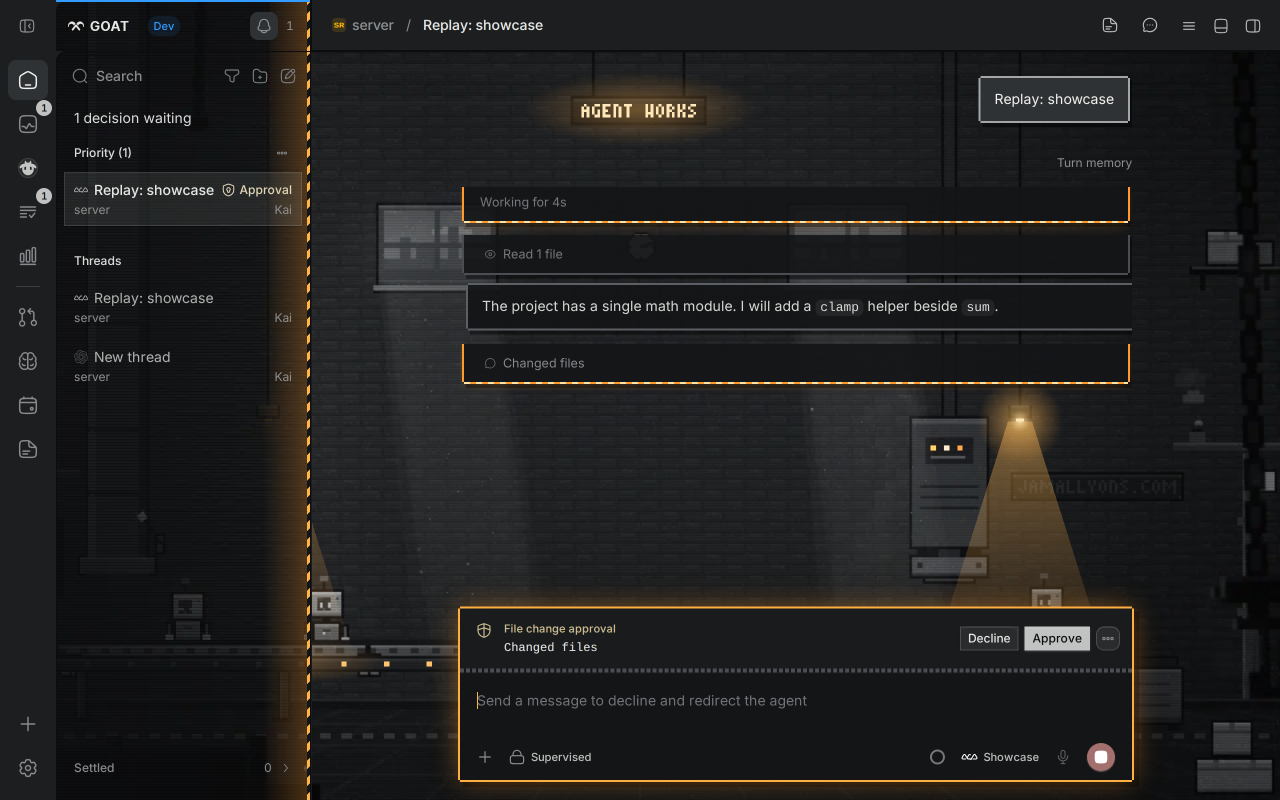 GOAT Dev 1
SR server / Replay: showcase
Search
1 decision waiting
1
Priority (1)
Replay: showcase Approval
server Kai
1
Threads
Replay: showcase
server Kai
New thread
server Kai
Settled 0
AGENT WORKS
Replay: showcase
Turn memory
Working for 4s
Read 1 file
The project has a single math module. I will add a clamp helper beside sum.
Changed files
JAMALLYONS.COM
File change approval
Changed files
Decline Approve
Send a message to decline and redirect the agent
Supervised Showcase